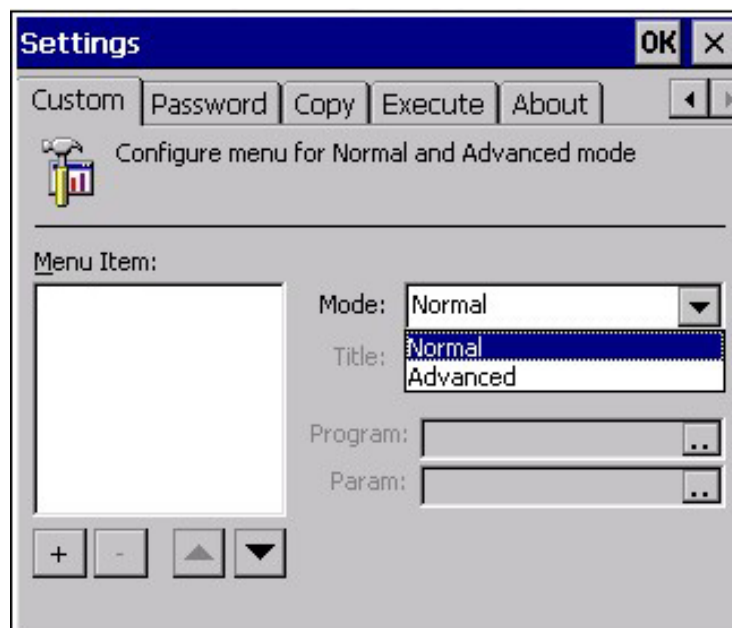 Settings OK ×
Custom Password Copy Execute About
Configure menu for Normal and Advanced mode
Menu Item:
Mode: Normal
Normal
Title:
Advanced
Program: ..
Param: ..
+ -